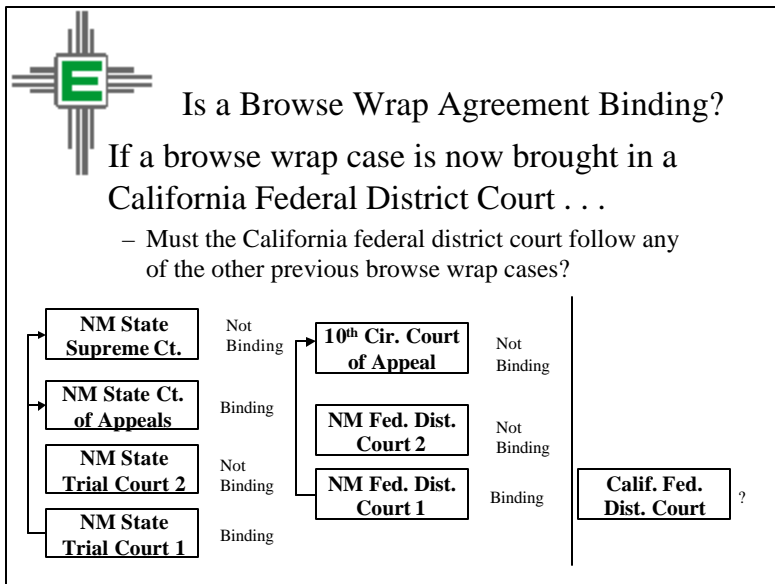 E
Is a Browse Wrap Agreement Binding?
If a browse wrap case is now brought in a
California Federal District Court . . .
– Must the California federal district court follow any
of the other previous browse wrap cases?
NM State
Supreme Ct.
Not
Binding
NM State Ct.
of Appeals
Binding
NM State
Trial Court 2
Not
Binding
NM State
Trial Court 1
Binding
10th Cir. Court
of Appeal
Not
Binding
NM Fed. Dist.
Court 2
Not
Binding
NM Fed. Dist.
Court 1
Binding
Calif. Fed.
Dist. Court
?